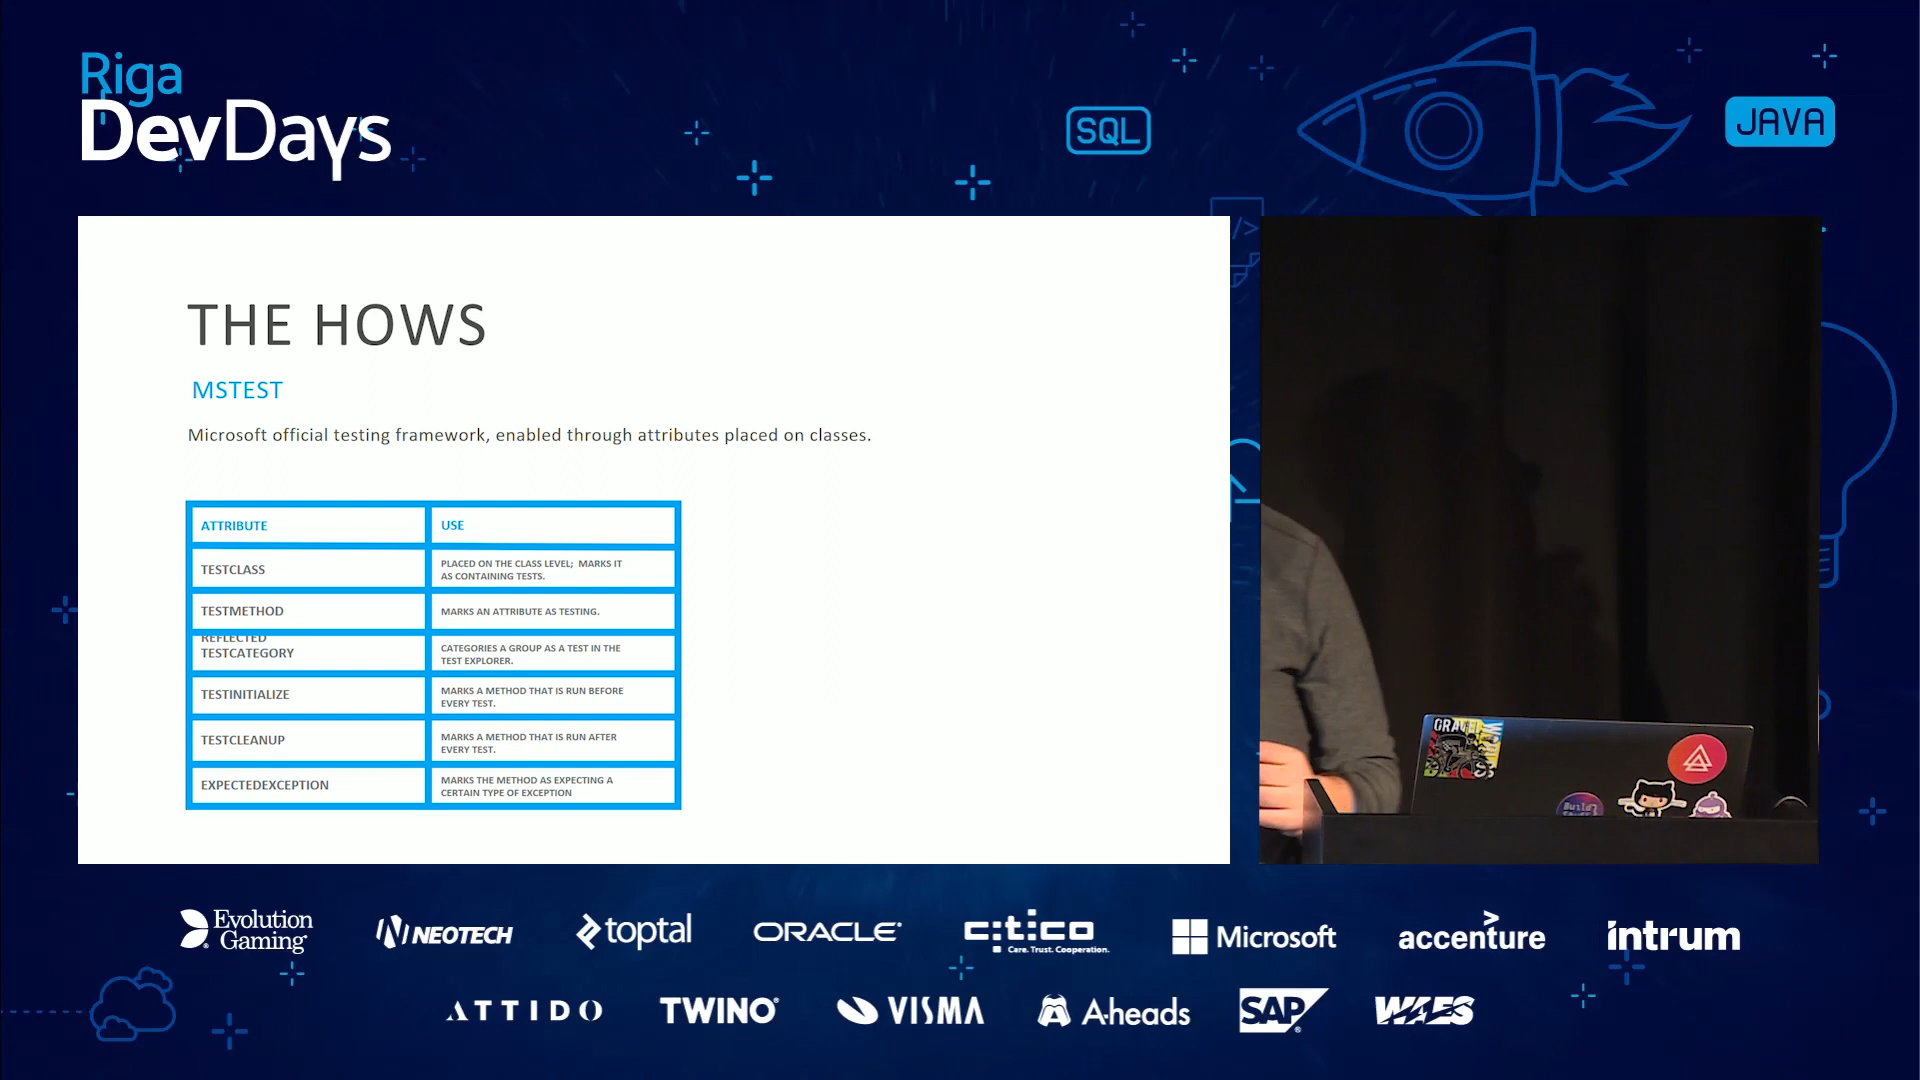 Riga
DevDays
SQL
JAVA
</>
THE HOWS
MSTEST
Microsoft official testing framework, enabled through attributes placed on classes.
ATTRIBUTE
USE
TESTCLASS
PLACED ON THE CLASS LEVEL; MARKS IT
AS CONTAINING TESTS.
TESTMETHOD
MARKS AN ATTRIBUTE AS TESTING.
REFLECTED
TESTCATEGORY
CATEGORIES A GROUP AS A TEST IN THE
TEST EXPLORER.
TESTINITIALIZE
MARKS A METHOD THAT IS RUN BEFORE
EVERY TEST.
TESTCLEANUP
MARKS A METHOD THAT IS RUN AFTER
EVERY TEST.
EXPECTEDEXCEPTION
MARKS THE METHOD AS EXPECTING A
CERTAIN TYPE OF EXCEPTION
GRAVEL
Build
Evolution
Gaming
NEOTECH
toptal
ORACLE
citico
Care. Trust. Cooperation.
Microsoft
accenture
intrum
ATTIDO
TWINO
VISMA
A-heads
SAP